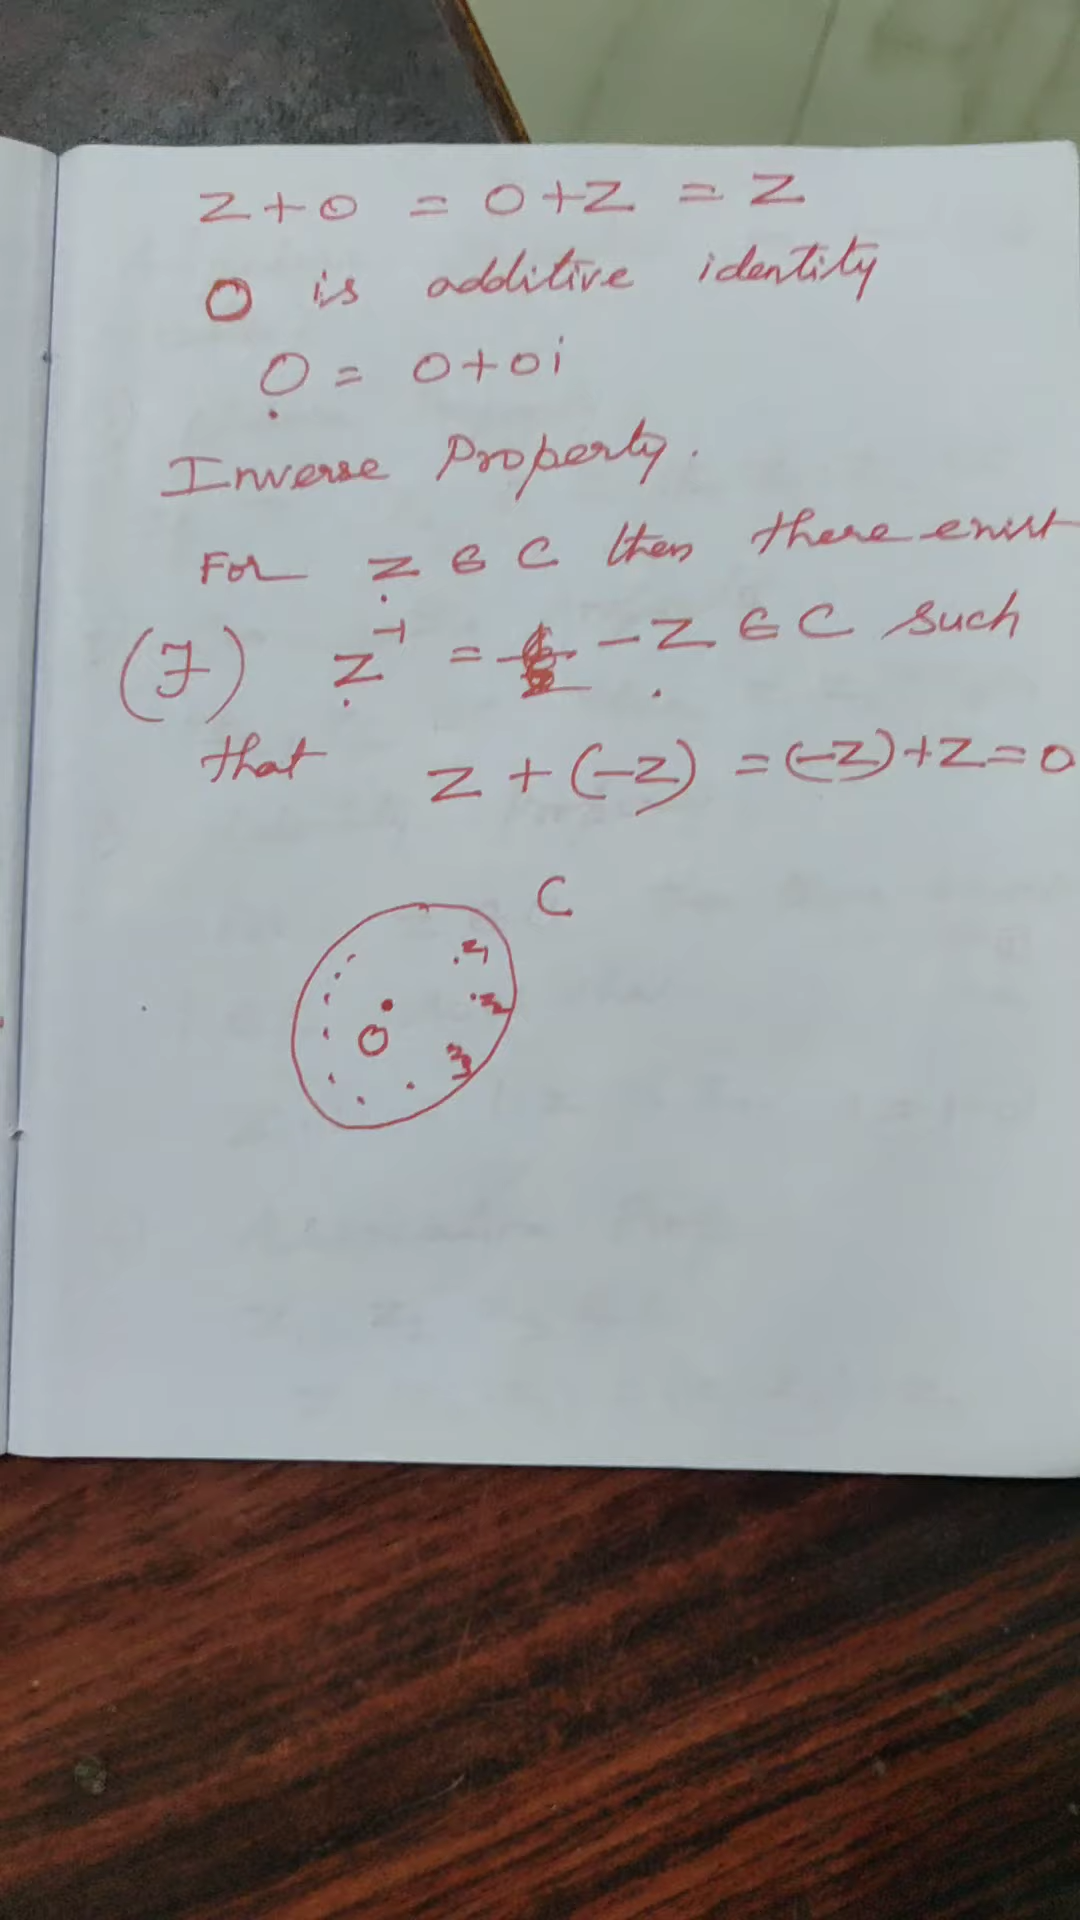 z + 0 = 0 + z = z
0 is additive identity
0 = 0 + 0i
Inverse Property.
For z ∈ C then there exist
(∃) z⁻¹ = -z ∈ C such
that z + (-z) = (-z) + z = 0
C
z₁
z₂
z₃
0